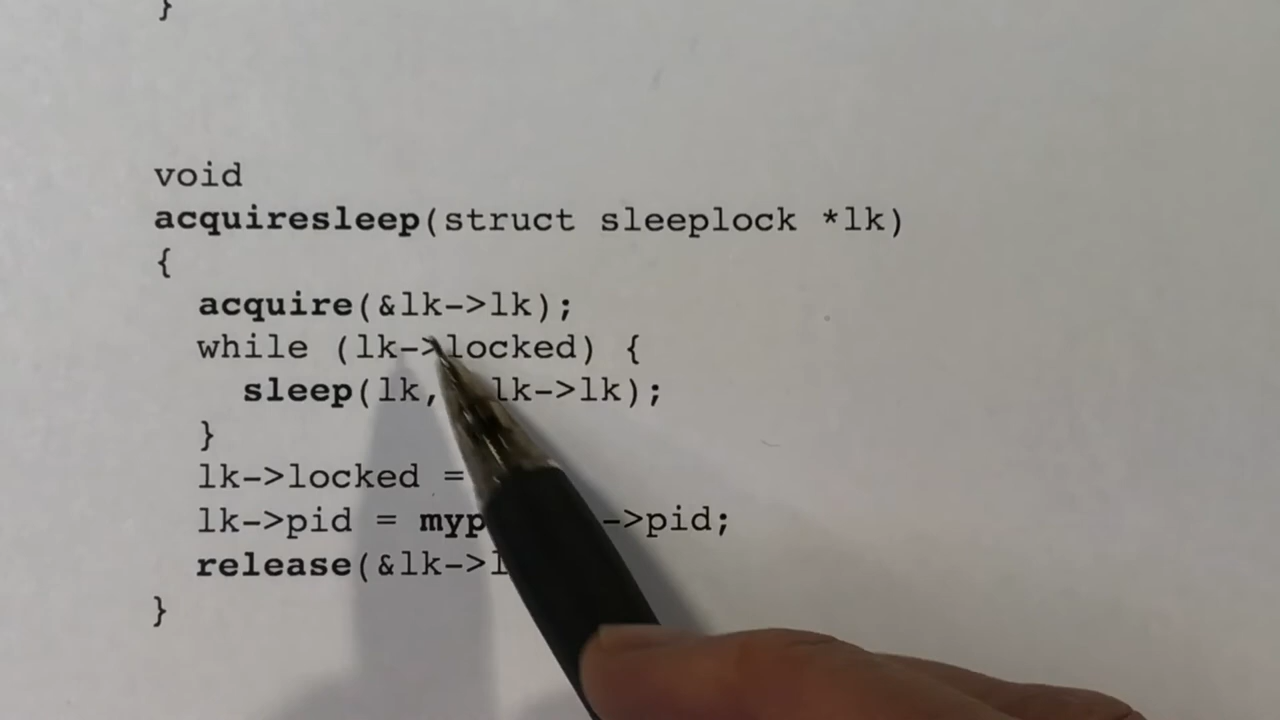 }
void
acquiresleep(struct sleeplock *lk)
{
acquire(&lk->lk);
while (lk->locked) {
sleep(lk, lk->lk);
}
lk->locked =
lk->pid = myp ->pid;
release(&lk->l
}